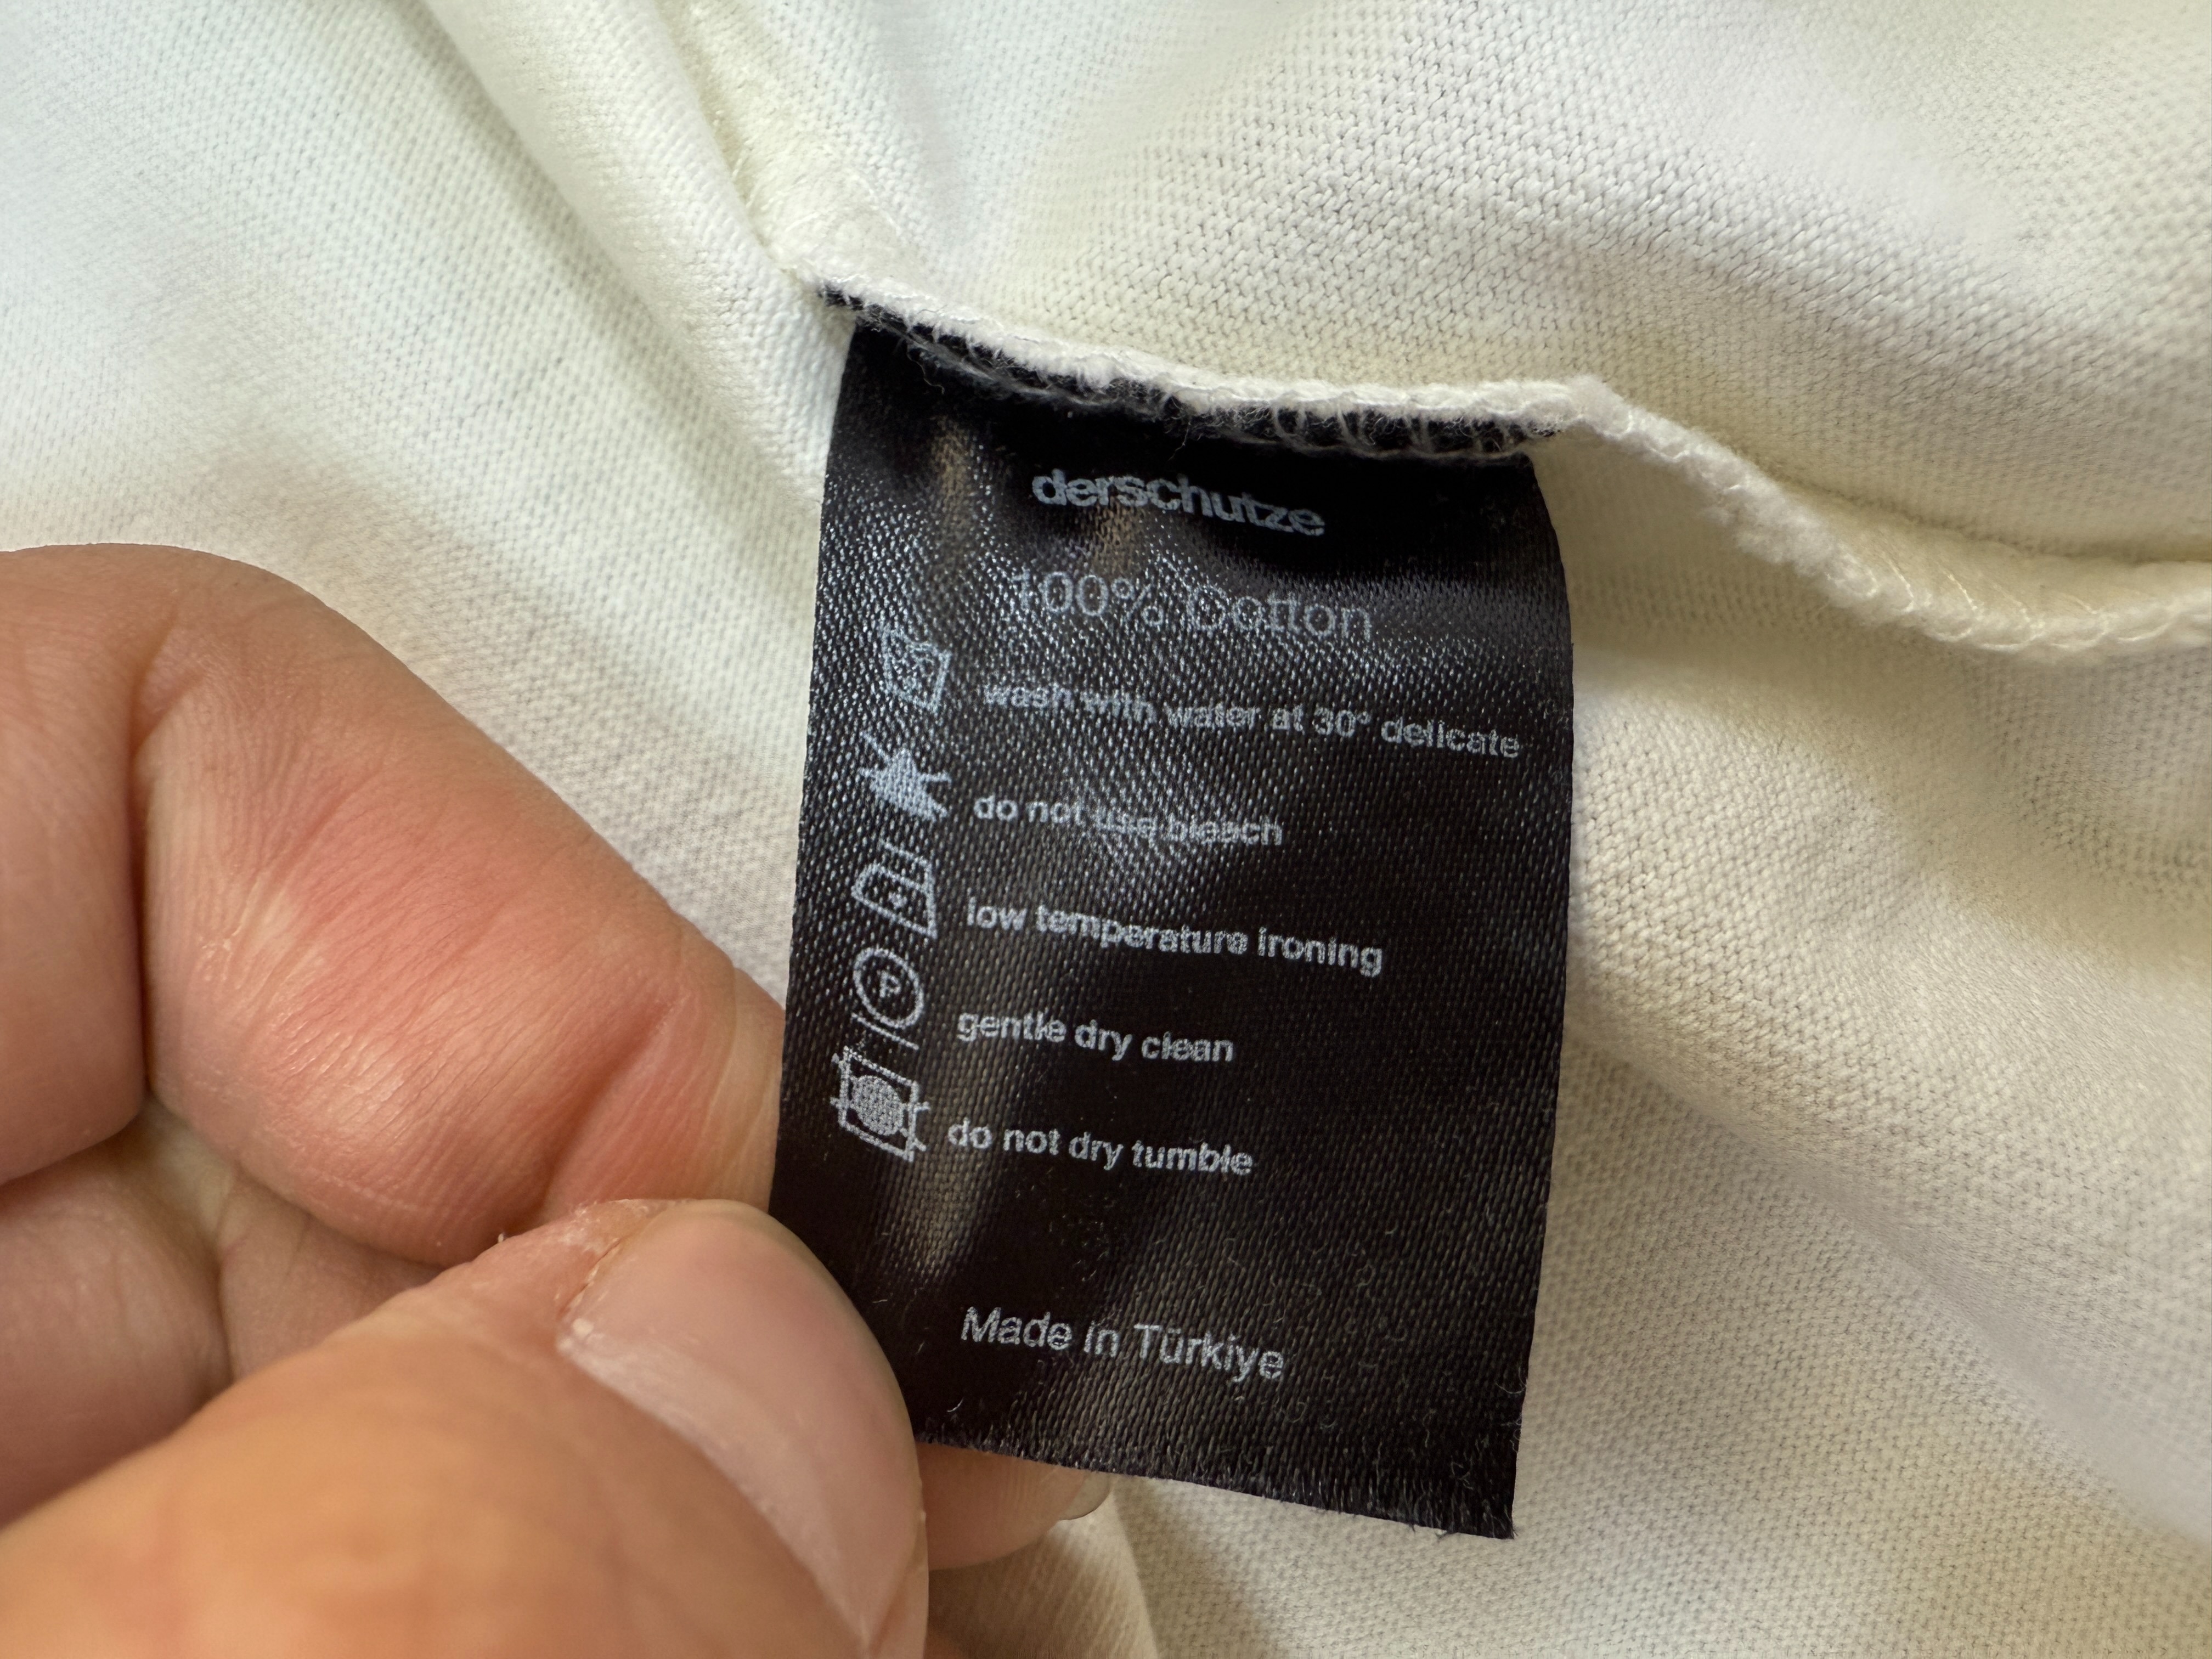 derschutze
100% Cotton
wash with water at 30° delicate
do not use bleach
low temperature ironing
P
gentle dry clean
do not dry tumble
Made in Türkiye